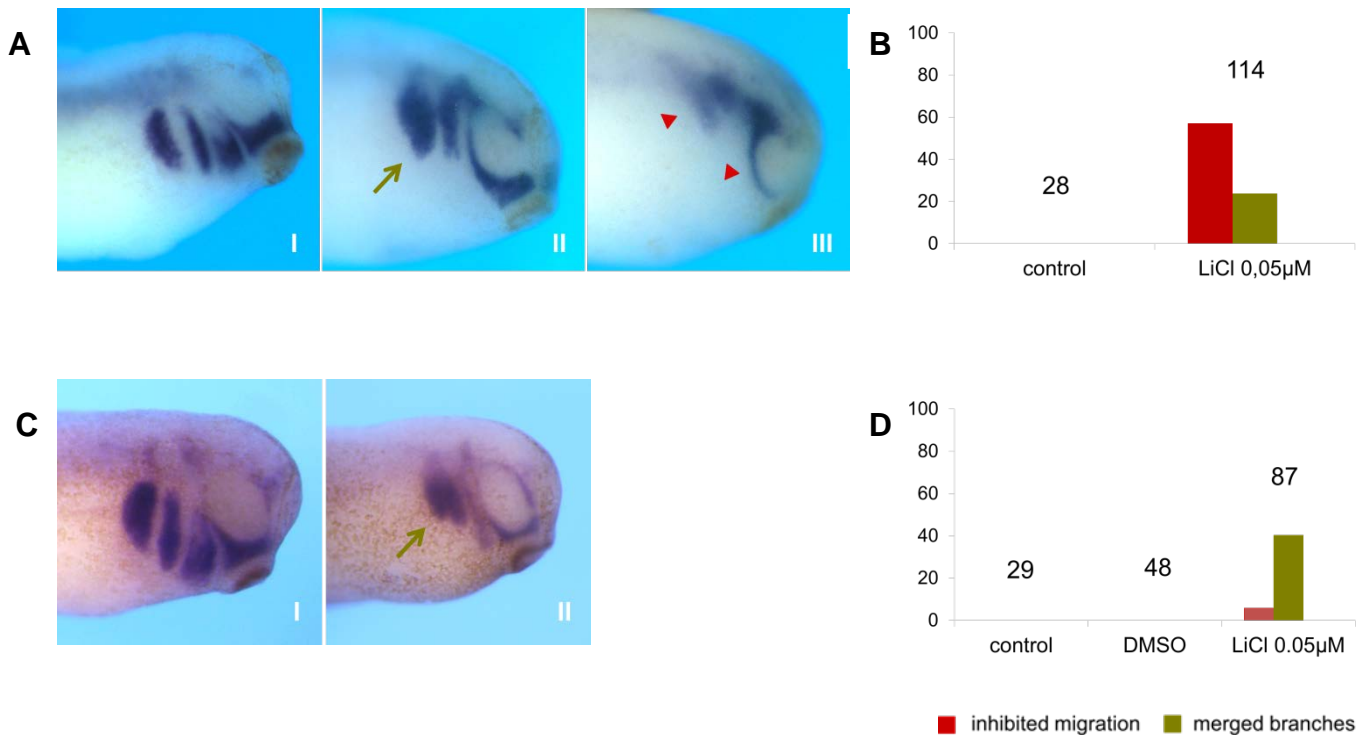 A
I
II
III
B
100
80
60
40
20
0
28
114
control
LiCl 0,05µM
C
I
II
D
100
80
60
40
20
0
29
48
87
control
DMSO
LiCl 0.05µM
inhibited migration
merged branches